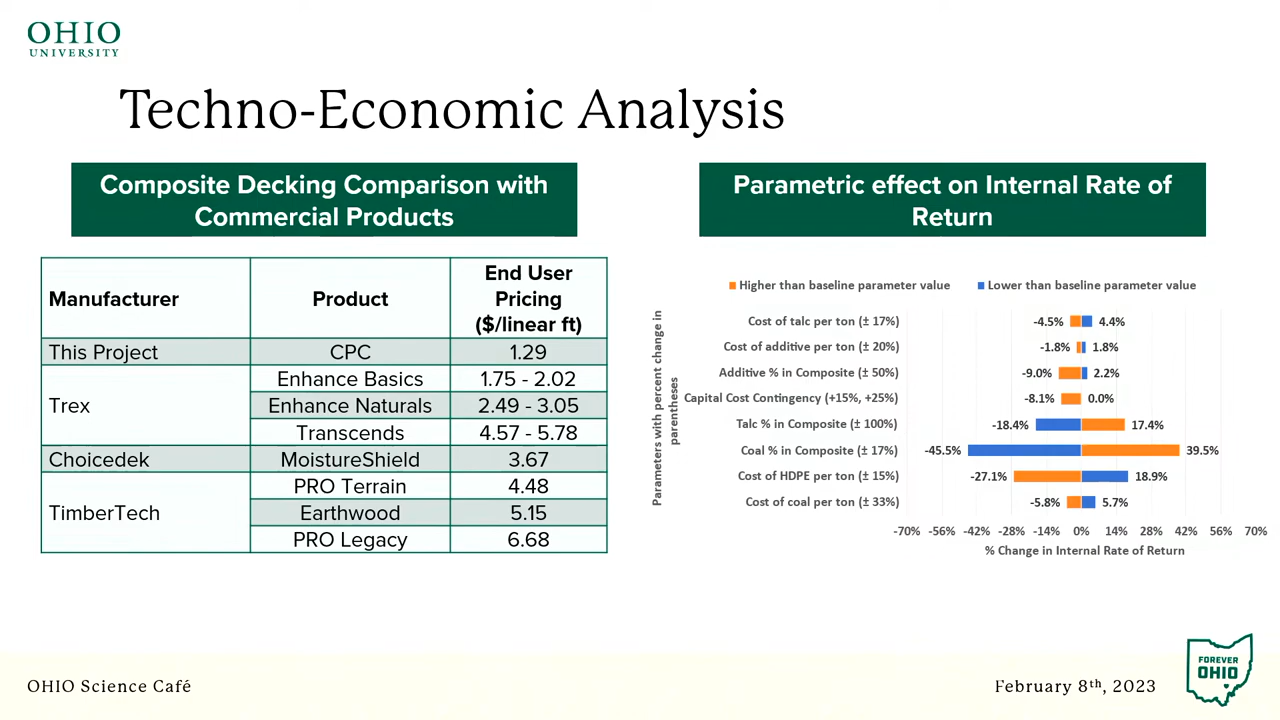 OHIO
UNIVERSITY
Techno-Economic Analysis
Composite Decking Comparison with
Commercial Products
Manufacturer
Product
End User
Pricing
($/linear ft)
This Project
CPC
1.29
Trex
Enhance Basics
1.75 - 2.02
Enhance Naturals
2.49 - 3.05
Transcends
4.57 - 5.78
Choicedek
MoistureShield
3.67
TimberTech
PRO Terrain
4.48
Earthwood
5.15
PRO Legacy
6.68
Parametric effect on Internal Rate of
Return
Higher than baseline parameter value
Lower than baseline parameter value
Parameters with percent change in
parentheses
Cost of talc per ton (± 17%)
-4.5%
4.4%
Cost of additive per ton (± 20%)
-1.8%
1.8%
Additive % in Composite (± 50%)
-9.0%
2.2%
Capital Cost Contingency (+15%, +25%)
-8.1%
0.0%
Talc % in Composite (± 100%)
-18.4%
17.4%
Coal % in Composite (± 17%)
-45.5%
39.5%
Cost of HDPE per ton (± 15%)
-27.1%
18.9%
Cost of coal per ton (± 33%)
-5.8%
5.7%
-70% -56% -42% -28% -14% 0% 14% 28% 42% 56% 70%
% Change in Internal Rate of Return
OHIO Science Café
February 8th, 2023
FOREVER
OHIO